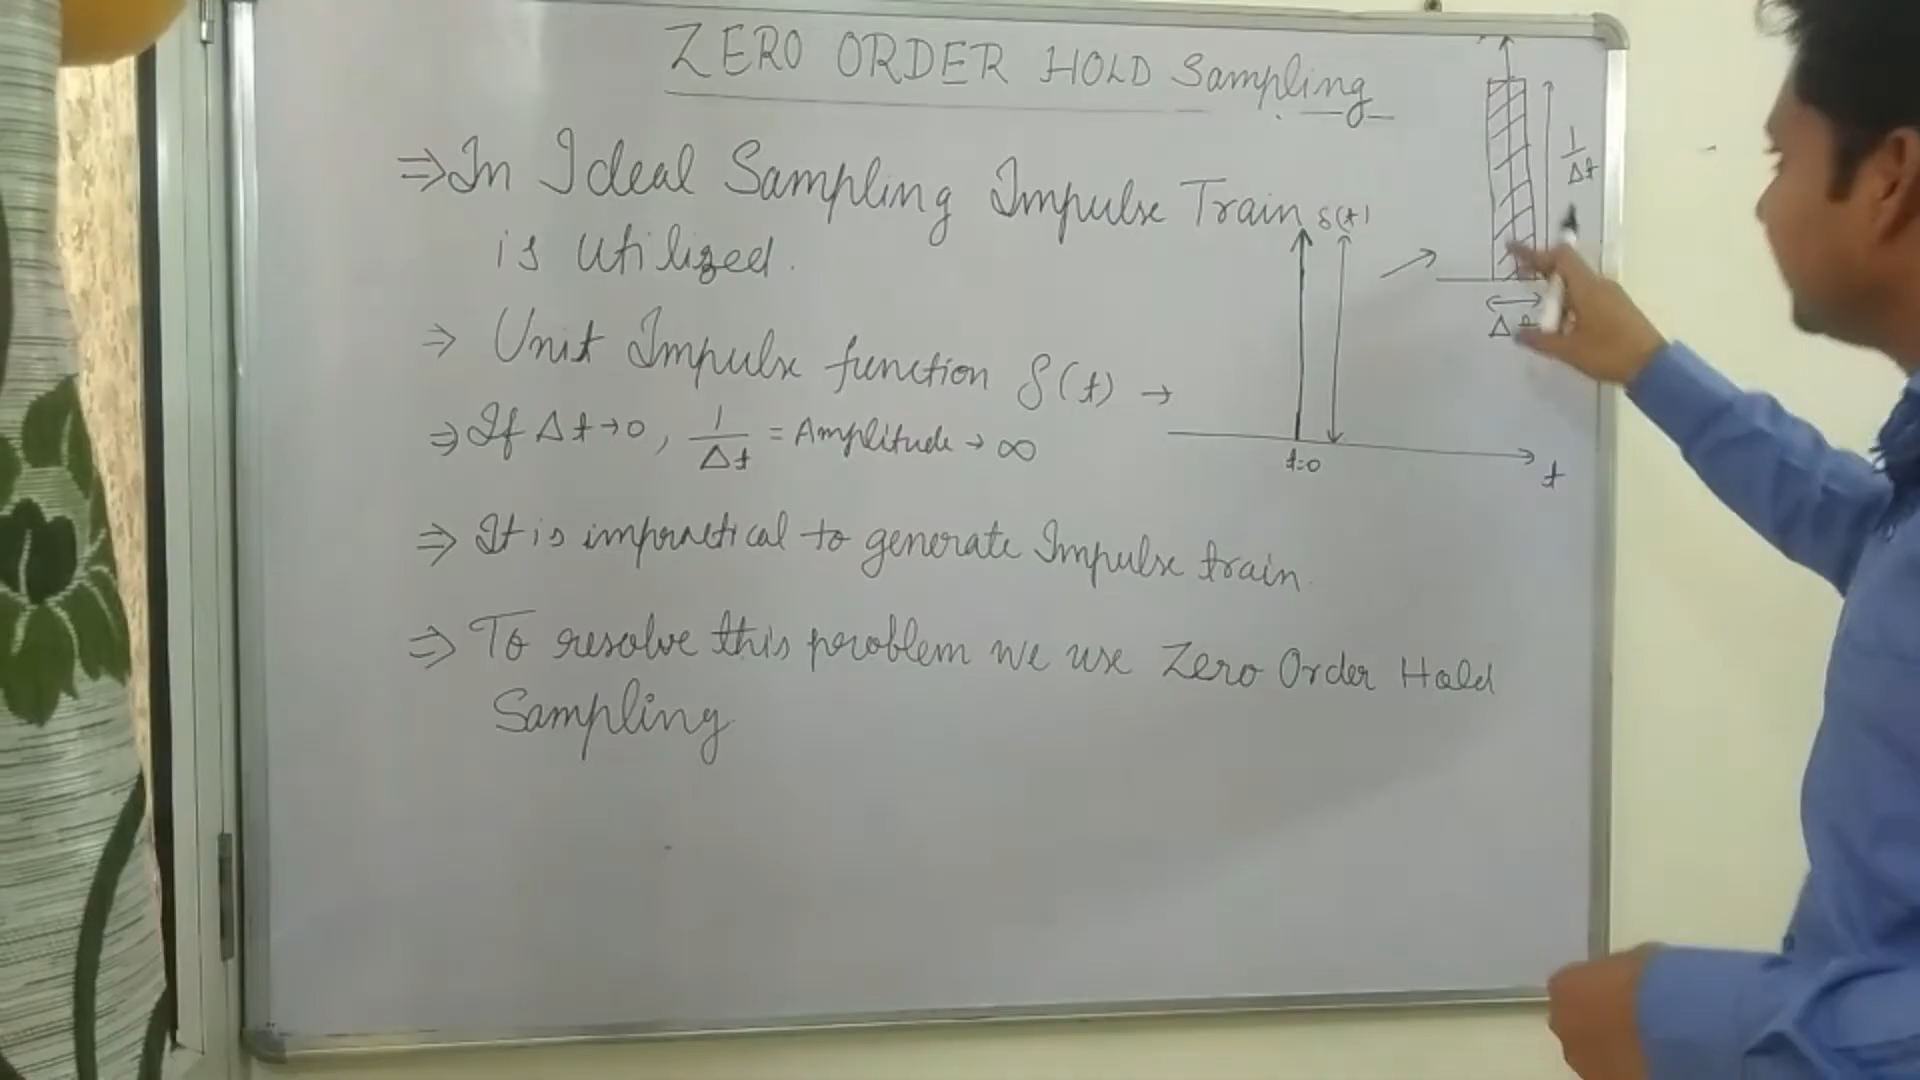 ZERO ORDER HOLD Sampling
⇒ In Ideal Sampling Impulse Train
is utilized.
⇒ Unit Impulse function δ(t) →
⇒ If Δt→0, 1/Δt = Amplitude → ∞
⇒ It is impractical to generate Impulse train.
⇒ To resolve this problem we use Zero Order Hold
Sampling
δ(t)
t=0
t
1/Δt
Δ